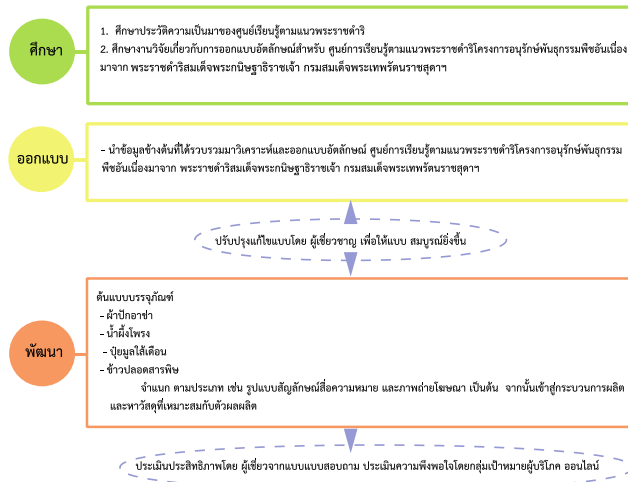 ศึกษา
1. ศึกษาประวัติความเป็นมาของศูนย์เรียนรู้ตามแนวพระราชดำริ
2. ศึกษางานวิจัยเกี่ยวกับการออกแบบอัตลักษณ์สำหรับ ศูนย์การเรียนรู้ตามแนวพระราชดำริโครงการอนุรักษ์พันธุกรรมพืชอันเนื่อง
มาจาก พระราชดำริสมเด็จพระกนิษฐาธิราชเจ้า กรมสมเด็จพระเทพรัตนราชสุดาฯ
ออกแบบ
- นำข้อมูลข้างต้นที่ได้รวบรวมมาวิเคราะห์และออกแบบอัตลักษณ์ ศูนย์การเรียนรู้ตามแนวพระราชดำริโครงการอนุรักษ์พันธุกรรม
พืชอันเนื่องมาจาก พระราชดำริสมเด็จพระกนิษฐาธิราชเจ้า กรมสมเด็จพระเทพรัตนราชสุดาฯ
ปรับปรุงแก้ไขแบบโดย ผู้เชี่ยวชาญ เพื่อให้แบบ สมบูรณ์ยิ่งขึ้น
พัฒนา
ต้นแบบบรรจุภัณฑ์
- ผ้าปักอาข่า
- น้ำผึ้งโพรง
- ปุ๋ยมูลไส้เดือน
- ข้าวปลอดสารพิษ
จำแนก ตามประเภท เช่น รูปแบบสัญลักษณ์สื่อความหมาย และภาพถ่ายโฆษณา เป็นต้น จากนั้นเข้าสู่กระบวนการผลิต
และหาวัสดุที่เหมาะสมกับตัวผลผลิต
ประเมินประสิทธิภาพโดย ผู้เชี่ยวจากแบบแบบสอบถาม ประเมินความพึงพอใจโดยกลุ่มเป้าหมายผู้บริโภค ออนไลน์